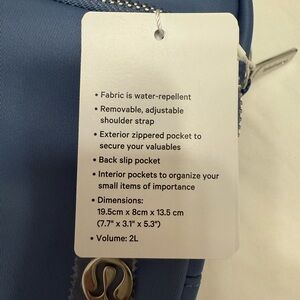 • Fabric is water-repellent
• Removable, adjustable
shoulder strap
• Exterior zippered pocket to
secure your valuables
• Back slip pocket
• Interior pockets to organize your
small items of importance
• Dimensions:
19.5cm x 8cm x 13.5 cm
(7.7" x 3.1" x 5.3")
• Volume: 2L